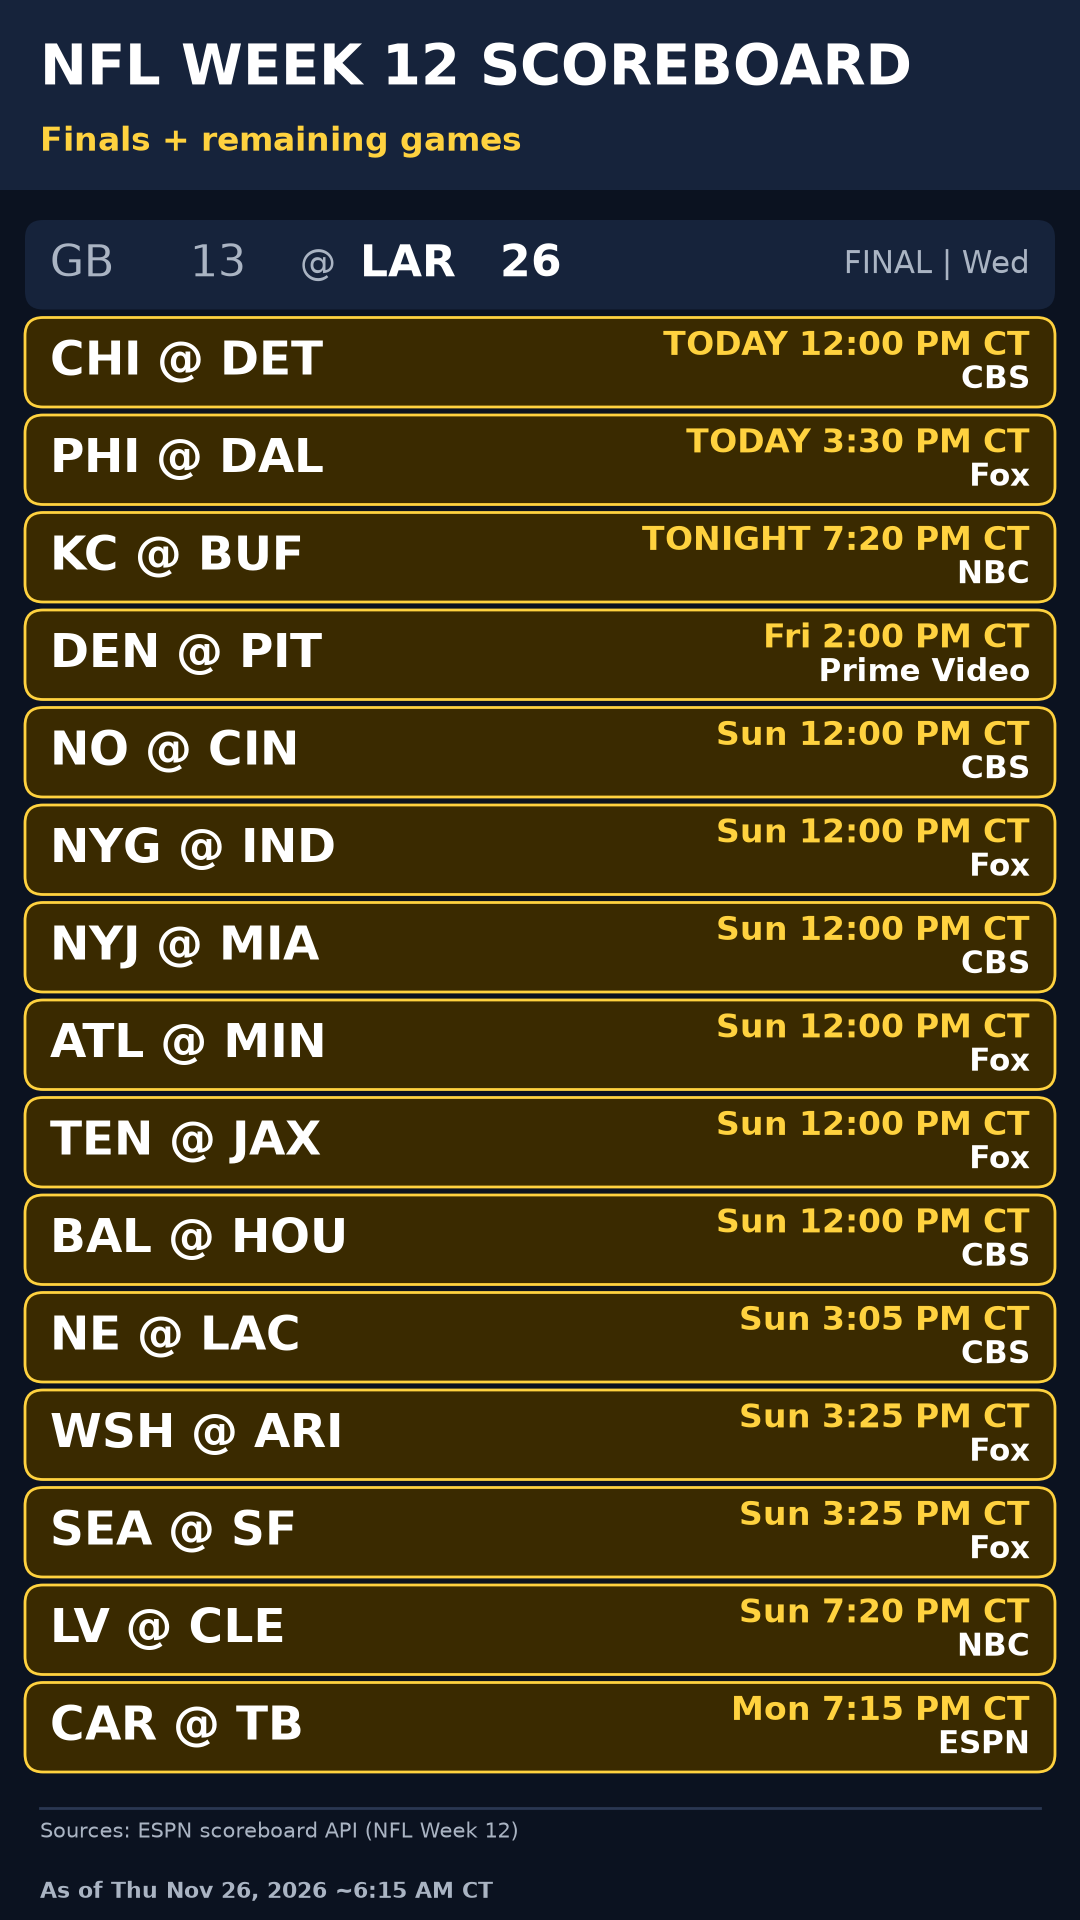 NFL WEEK 12 SCOREBOARD
Finals + remaining games
GB 13 @ LAR 26 FINAL | Wed
CHI @ DET TODAY 12:00 PM CT
CBS
PHI @ DAL TODAY 3:30 PM CT
Fox
KC @ BUF TONIGHT 7:20 PM CT
NBC
DEN @ PIT Fri 2:00 PM CT
Prime Video
NO @ CIN Sun 12:00 PM CT
CBS
NYG @ IND Sun 12:00 PM CT
Fox
NYJ @ MIA Sun 12:00 PM CT
CBS
ATL @ MIN Sun 12:00 PM CT
Fox
TEN @ JAX Sun 12:00 PM CT
Fox
BAL @ HOU Sun 12:00 PM CT
CBS
NE @ LAC Sun 3:05 PM CT
CBS
WSH @ ARI Sun 3:25 PM CT
Fox
SEA @ SF Sun 3:25 PM CT
Fox
LV @ CLE Sun 7:20 PM CT
NBC
CAR @ TB Mon 7:15 PM CT
ESPN
Sources: ESPN scoreboard API (NFL Week 12)
As of Thu Nov 26, 2026 ~6:15 AM CT